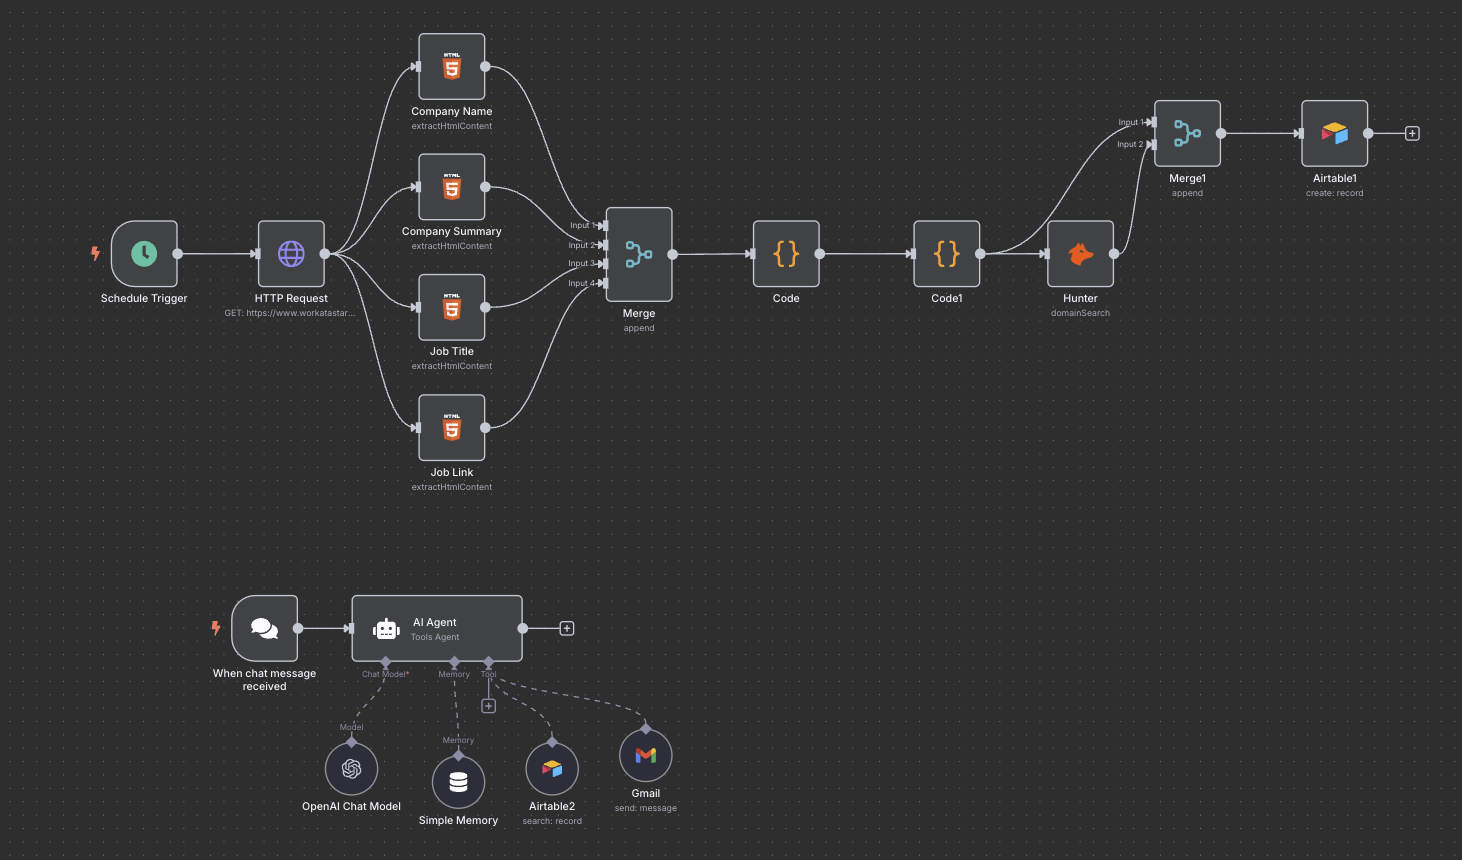 HTML
Company Name
extractHtmlContent
HTML
Company Summary
extractHtmlContent
HTML
Job Title
extractHtmlContent
HTML
Job Link
extractHtmlContent
Schedule Trigger
HTTP Request
GET: https://www.workatastar...
Input 1
Input 2
Input 3
Input 4
Merge
append
Code
Code1
Hunter
domainSearch
Input 1
Input 2
Merge1
append
Airtable1
create: record
When chat message
received
AI Agent
Tools Agent
Chat Model*
Memory
Tool
Model
Memory
OpenAI Chat Model
Simple Memory
Airtable2
search: record
Gmail
send: message